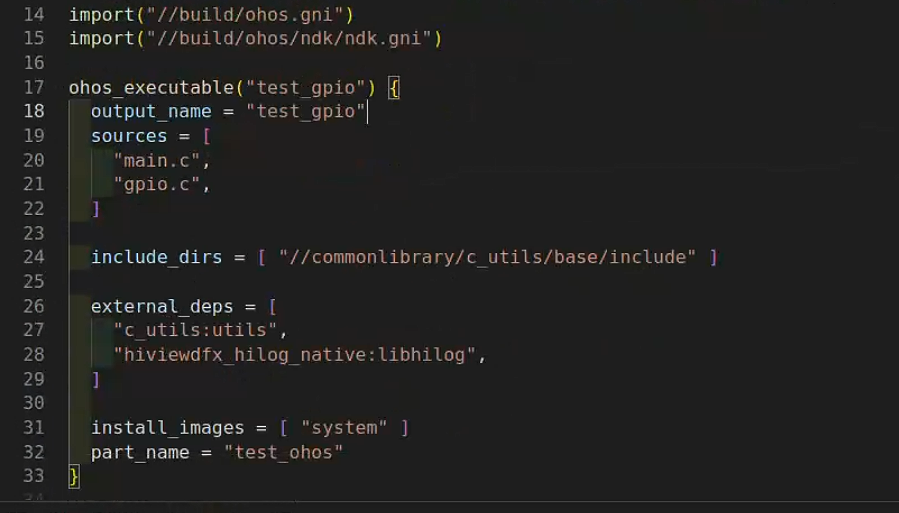 14 import("//build/ohos.gni")
15 import("//build/ohos/ndk/ndk.gni")
16
17 ohos_executable("test_gpio") {
18   output_name = "test_gpio"
19   sources = [
20     "main.c",
21     "gpio.c",
22   ]
23
24   include_dirs = [ "//commonlibrary/c_utils/base/include" ]
25
26   external_deps = [
27     "c_utils:utils",
28     "hiviewdfx_hilog_native:libhilog",
29   ]
30
31   install_images = [ "system" ]
32   part_name = "test_ohos"
33 }
34